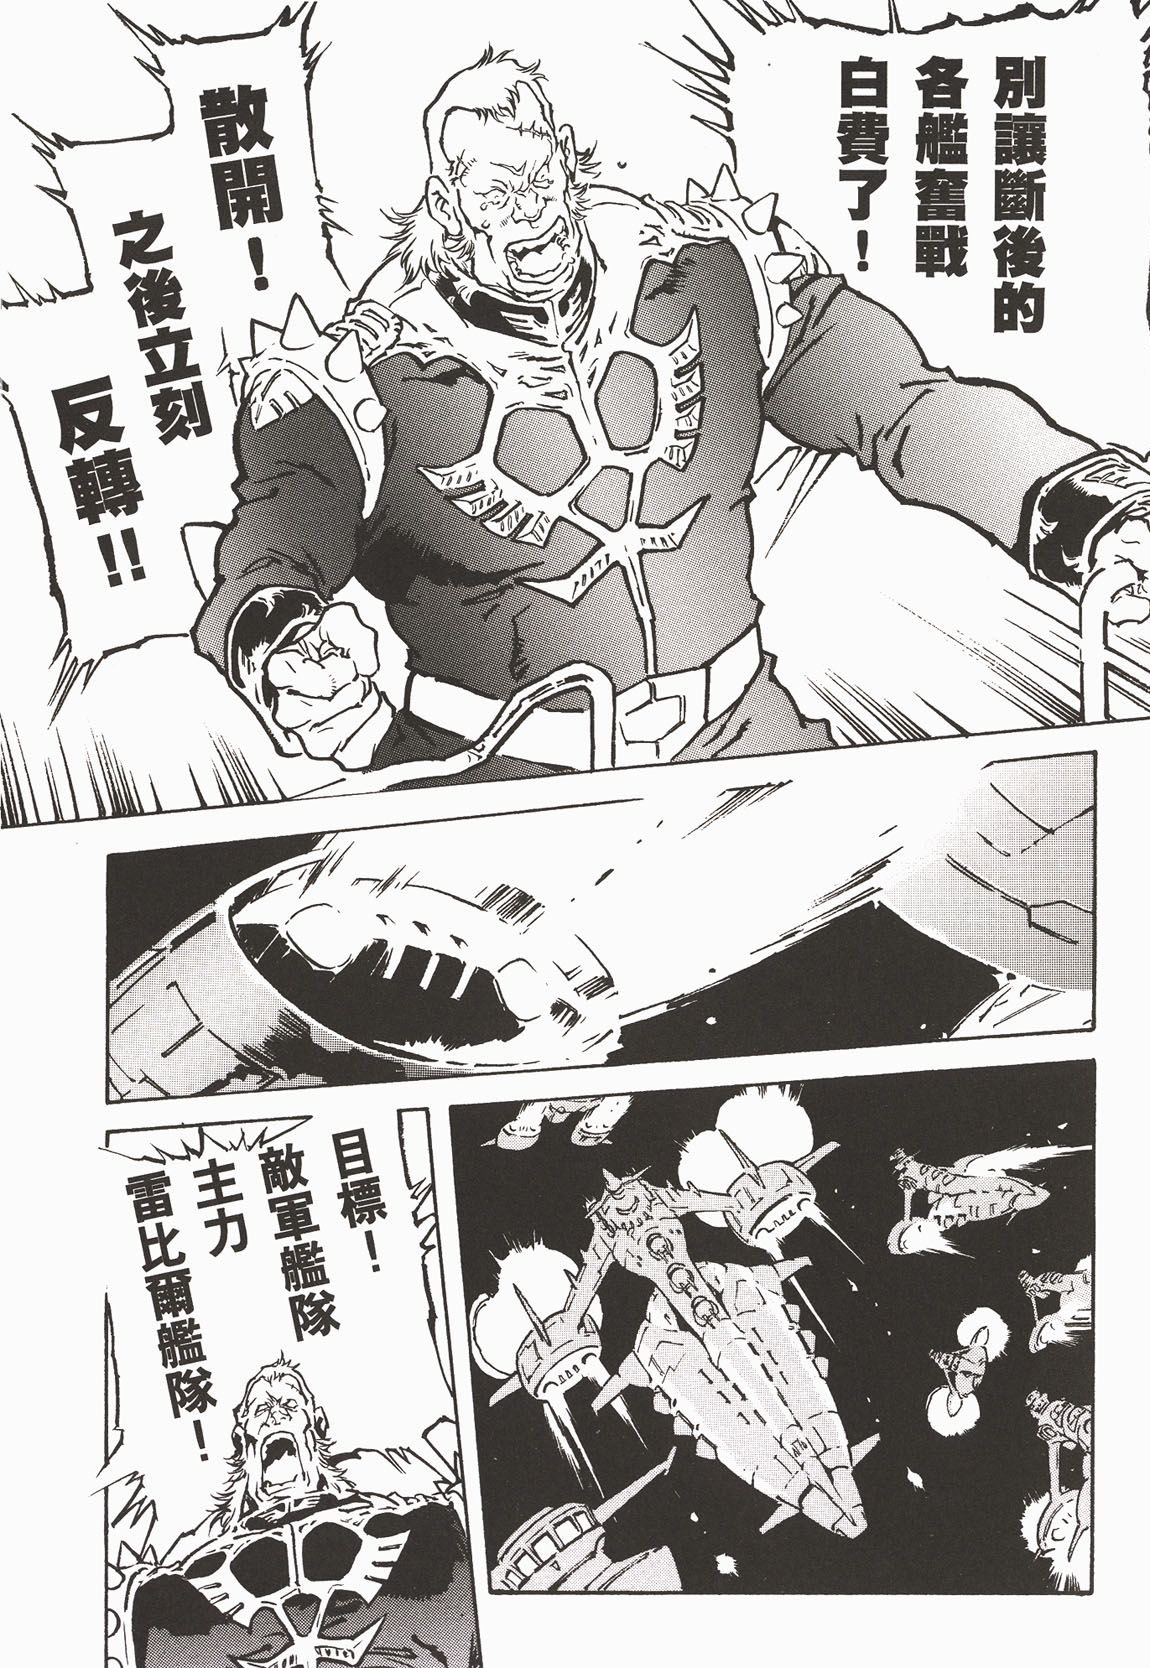 別讓斷後的
各艦奮戰
白費了！
散開！
之後立刻
反轉!!
目標！
敵軍艦隊
主力
雷比爾艦隊！